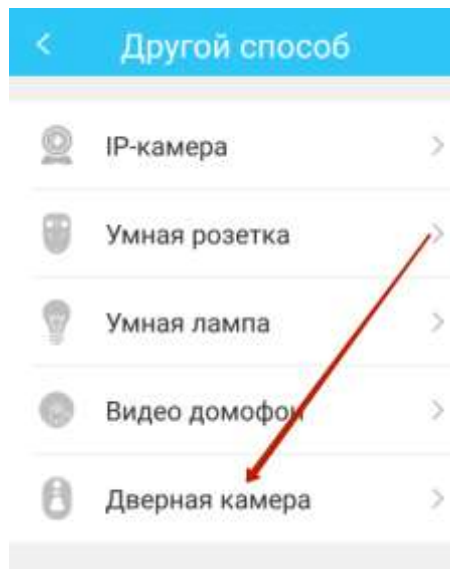 Другой способ
IP-камера
Умная розетка
Умная лампа
Видео домофон
Дверная камера